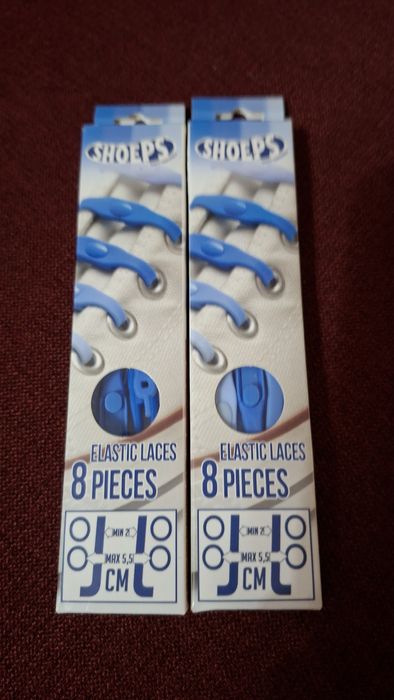 SHOEPS
ELASTIC LACES
8 PIECES
MIN 2
MAX 5,5
CM
SHOEPS
ELASTIC LACES
8 PIECES
MIN 2
MAX 5,5
CM